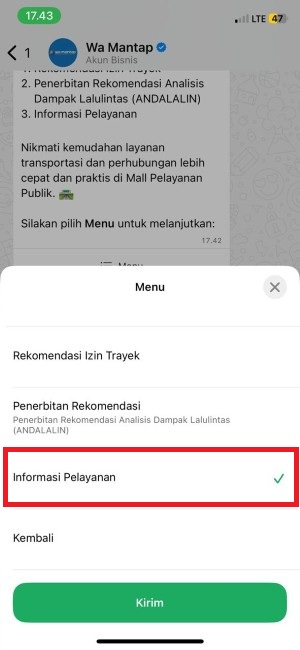 17.43
LTE 47
1
Wa Mantap
Akun Bisnis
1. Rekomendasi Izin Trayek
2. Penerbitan Rekomendasi Analisis
Dampak Lalulintas (ANDALALIN)
3. Informasi Pelayanan
Nikmati kemudahan layanan
transportasi dan perhubungan lebih
cepat dan praktis di Mall Pelayanan
Publik.
Silakan pilih Menu untuk melanjutkan:
17.42
Menu
Menu
Rekomendasi Izin Trayek
Penerbitan Rekomendasi
Penerbitan Rekomendasi Analisis Dampak Lalulintas
(ANDALALIN)
Informasi Pelayanan
Kembali
Kirim